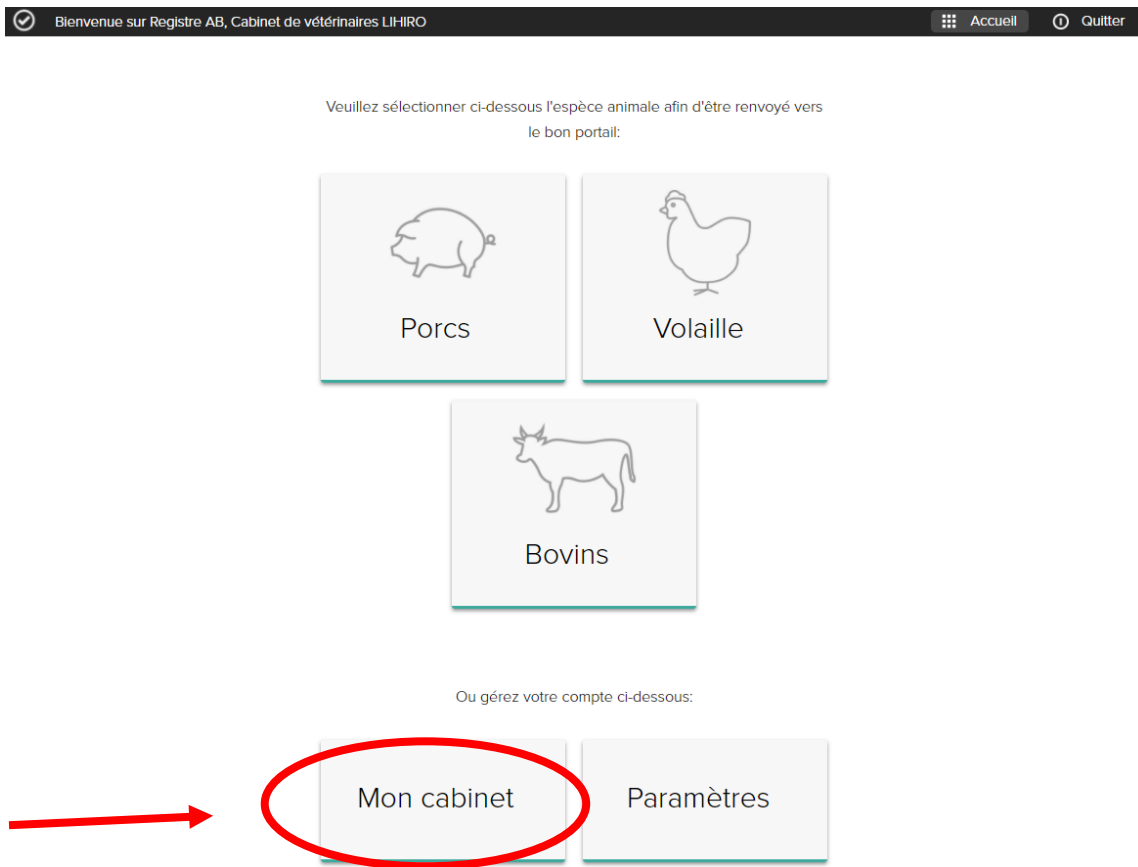 Bienvenue sur Registre AB, Cabinet de vétérinaires LIHIRO
Accueil
Quitter
Veuillez sélectionner ci-dessous l'espèce animale afin d'être renvoyé vers
le bon portail:
Porcs
Volaille
Bovins
Ou gérez votre compte ci-dessous:
Mon cabinet
Paramètres